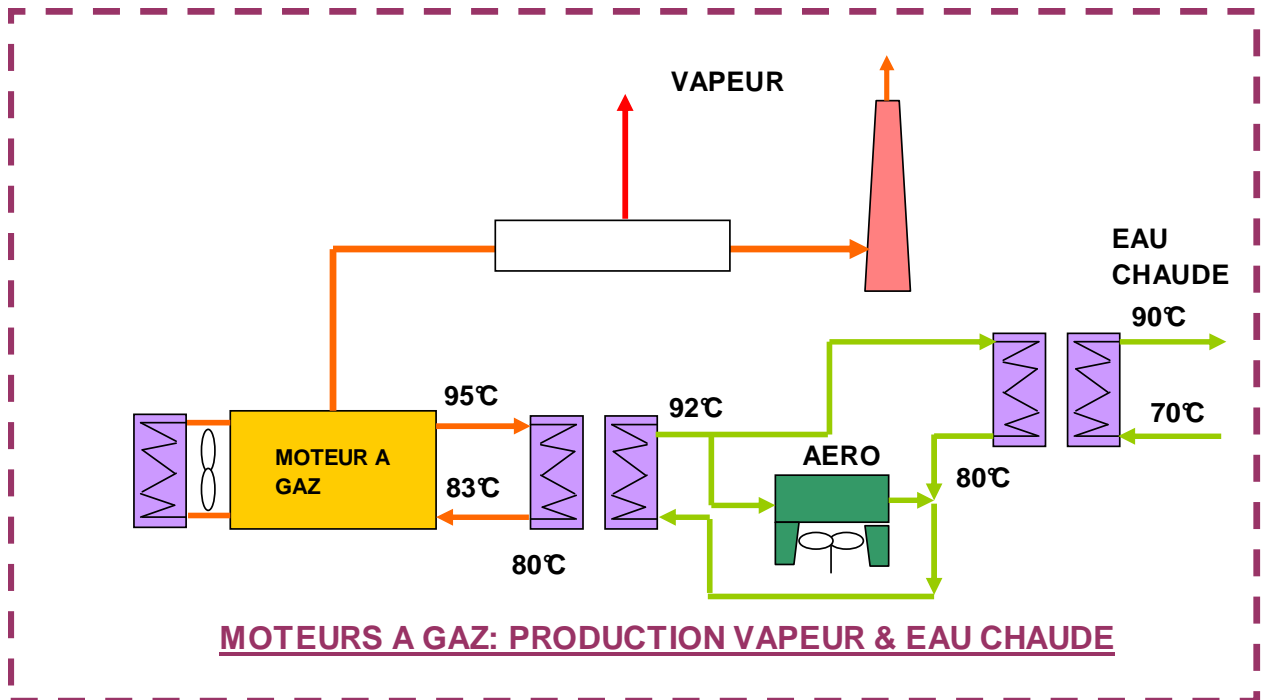 VAPEUR
EAU
CHAUDE
90°C
95°C
92°C
70°C
MOTEUR A
GAZ
AERO
83°C
80°C
80°C
MOTEURS A GAZ: PRODUCTION VAPEUR & EAU CHAUDE